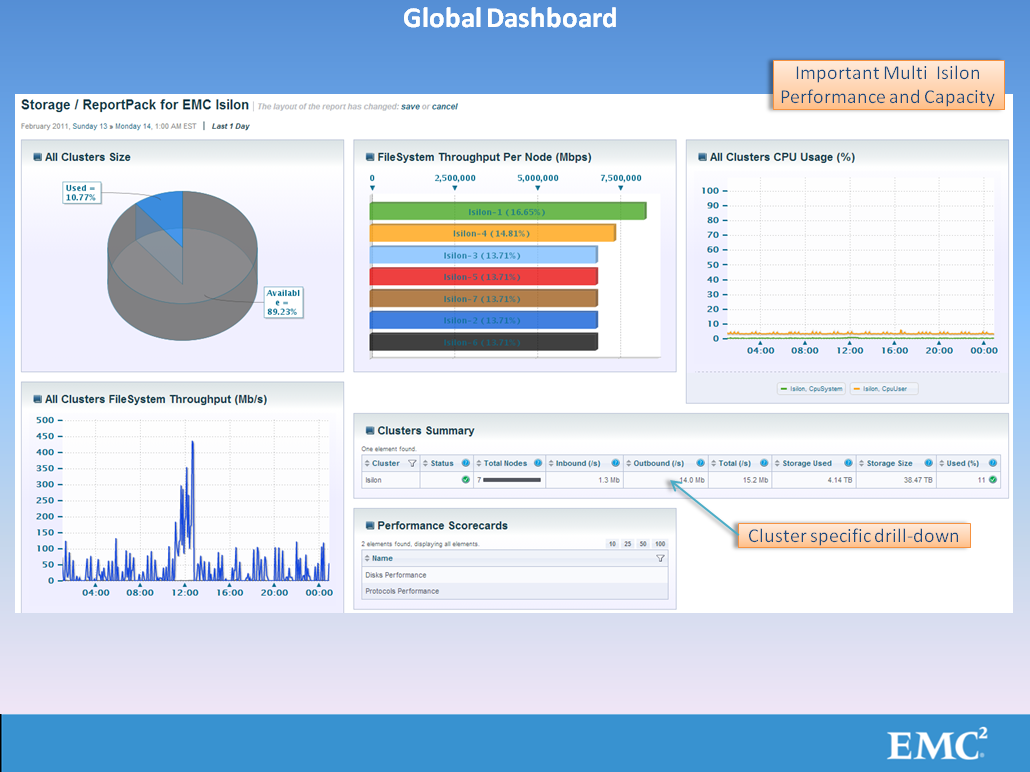 Global Dashboard
Important Multi Isilon
Performance and Capacity
Storage / ReportPack for EMC Isilon | The layout of the report has changed: save or cancel
February 2011, Sunday 13 » Monday 14, 1:00 AM EST | Last 1 Day
All Clusters Size
Used =
10.77%
Availabl
e =
89.23%
FileSystem Throughput Per Node (Mbps)
0 2,500,000 5,000,000 7,500,000
Isilon-1 (16.65%)
Isilon-4 (14.81%)
Isilon-3 (13.71%)
Isilon-5 (13.71%)
Isilon-7 (13.71%)
Isilon-2 (13.71%)
Isilon-6 (13.71%)
All Clusters CPU Usage (%)
100
90
80
70
60
50
40
30
20
10
0
04:00 08:00 12:00 16:00 20:00 00:00
Isilon, CpuSystem Isilon, CpuUser
All Clusters FileSystem Throughput (Mb/s)
500
450
400
350
300
250
200
150
100
50
0
04:00 08:00 12:00 16:00 20:00 00:00
Clusters Summary
One element found.
Cluster Status Total Nodes Inbound (/s) Outbound (/s) Total (/s) Storage Used Storage Size Used (%)
Isilon 7 1.3 Mb 14.0 Mb 15.2 Mb 4.14 TB 38.47 TB 11
Performance Scorecards
2 elements found, displaying all elements. 10 25 50 100
Name
Disks Performance
Protocols Performance
Cluster specific drill-down
EMC²